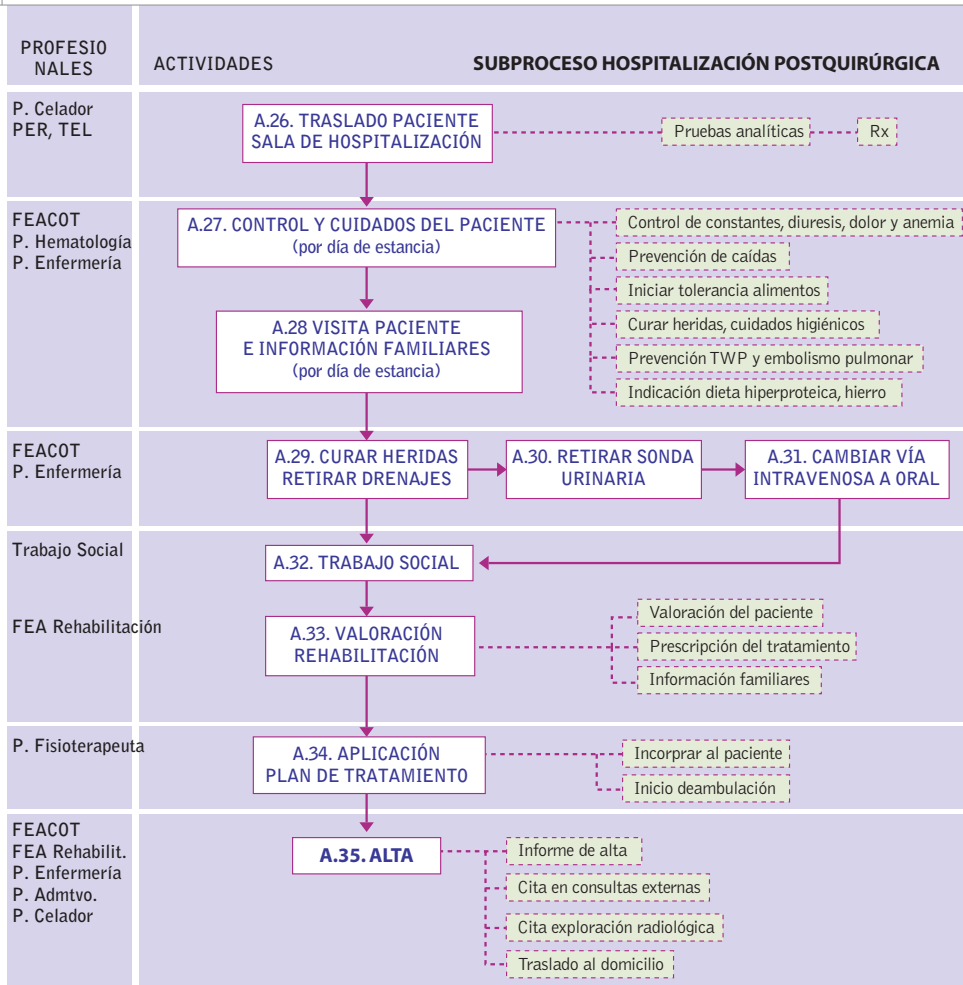 PROFESIO
NALES
ACTIVIDADES
SUBPROCESO HOSPITALIZACIÓN POSTQUIRÚRGICA
P. Celador
PER, TEL
A.26. TRASLADO PACIENTE
SALA DE HOSPITALIZACIÓN
Pruebas analíticas
Rx
FEACOT
P. Hematología
P. Enfermería
A.27. CONTROL Y CUIDADOS DEL PACIENTE
(por día de estancia)
Control de constantes, diuresis, dolor y anemia
Prevención de caídas
Iniciar tolerancia alimentos
A.28 VISITA PACIENTE
E INFORMACIÓN FAMILIARES
(por día de estancia)
Curar heridas, cuidados higiénicos
Prevención TWP y embolismo pulmonar
Indicación dieta hiperproteica, hierro
FEACOT
P. Enfermería
A.29. CURAR HERIDAS
RETIRAR DRENAJES
A.30. RETIRAR SONDA
URINARIA
A.31. CAMBIAR VÍA
INTRAVENOSA A ORAL
Trabajo Social
A.32. TRABAJO SOCIAL
FEA Rehabilitación
A.33. VALORACIÓN
REHABILITACIÓN
Valoración del paciente
Prescripción del tratamiento
Información familiares
P. Fisioterapeuta
A.34. APLICACIÓN
PLAN DE TRATAMIENTO
Incorprar al paciente
Inicio deambulación
FEACOT
FEA Rehabilit.
P. Enfermería
P. Admtvo.
P. Celador
A.35. ALTA
Informe de alta
Cita en consultas externas
Cita exploración radiológica
Traslado al domicilio